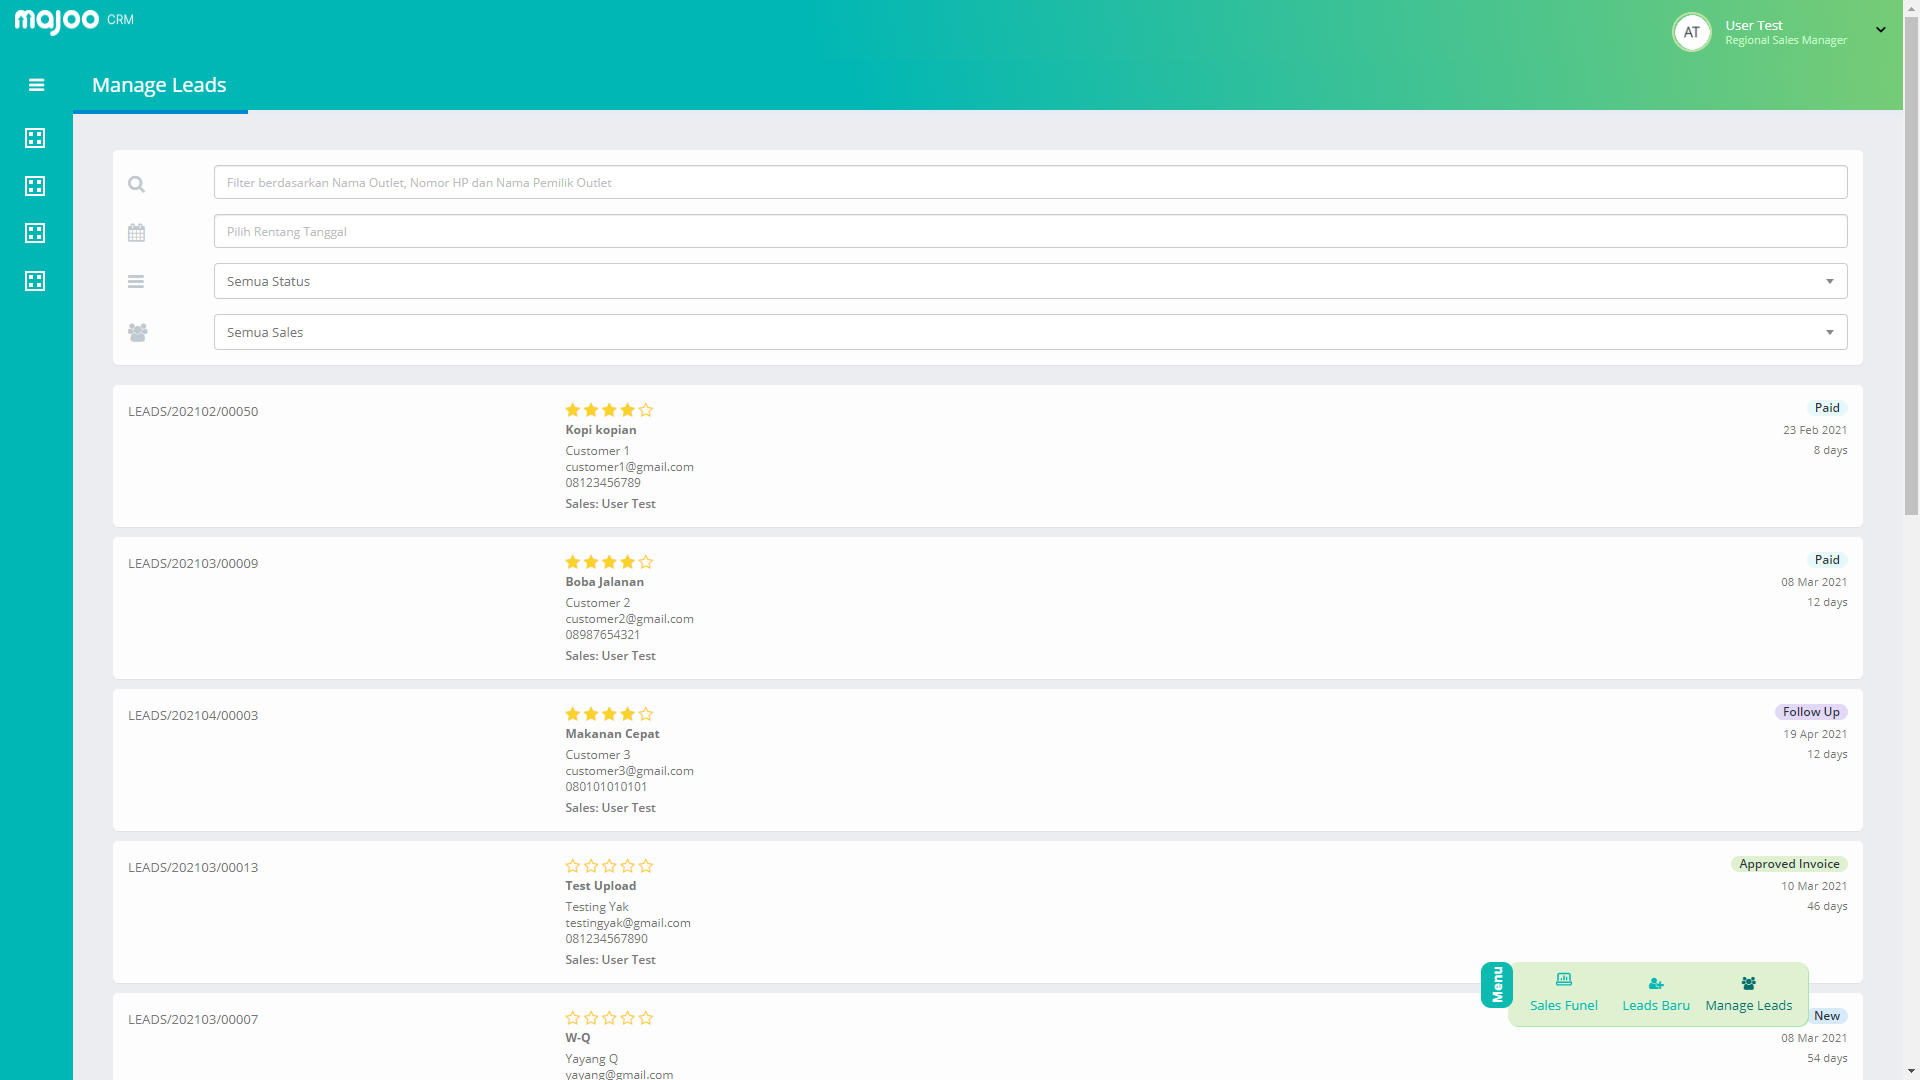 majoo CRM
AT
User Test
Regional Sales Manager
Manage Leads
Filter berdasarkan Nama Outlet, Nomor HP dan Nama Pemilik Outlet
Pilih Rentang Tanggal
Semua Status
Semua Sales
LEADS/202102/00050
Kopi kopian
Customer 1
customer1@gmail.com
08123456789
Sales: User Test
Paid
23 Feb 2021
8 days
LEADS/202103/00009
Boba Jalanan
Customer 2
customer2@gmail.com
08987654321
Sales: User Test
Paid
08 Mar 2021
12 days
LEADS/202104/00003
Makanan Cepat
Customer 3
customer3@gmail.com
080101010101
Sales: User Test
Follow Up
19 Apr 2021
12 days
LEADS/202103/00013
Test Upload
Testing Yak
testingyak@gmail.com
081234567890
Sales: User Test
Approved Invoice
10 Mar 2021
46 days
LEADS/202103/00007
W-Q
Yayang Q
yayang@gmail.com
New
08 Mar 2021
54 days
Menu
Sales Funel
Leads Baru
Manage Leads